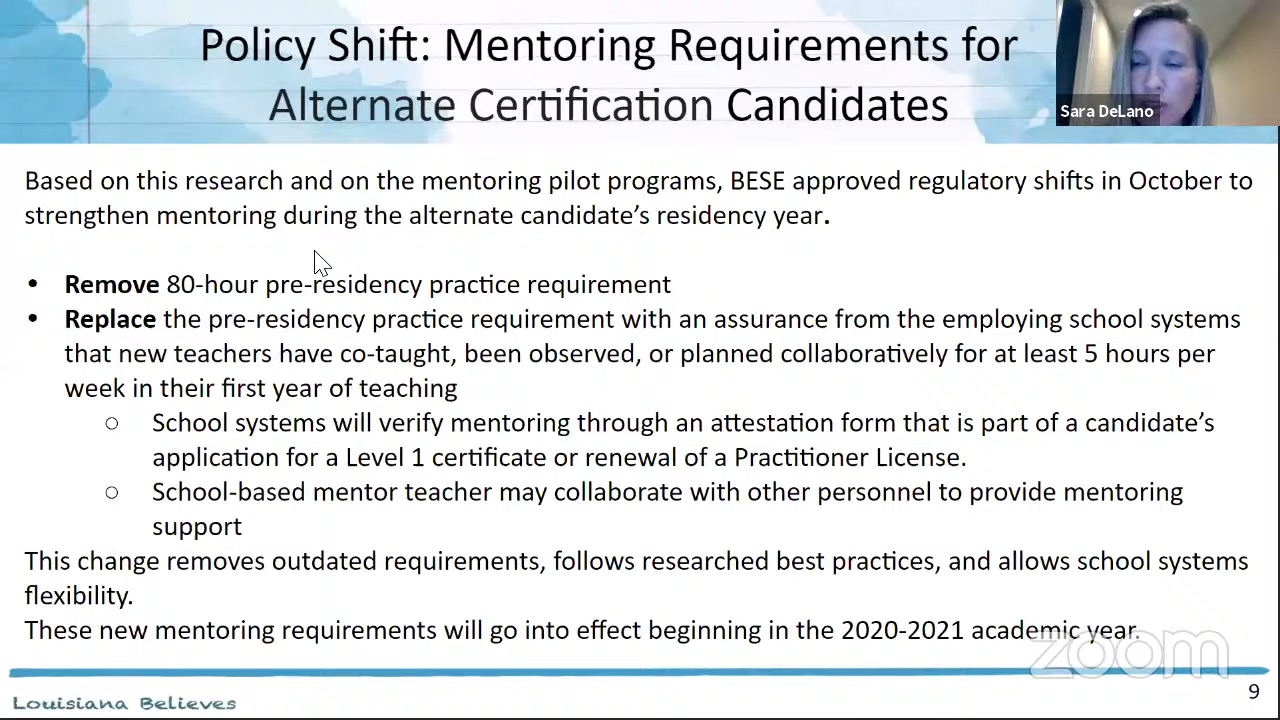 Policy Shift: Mentoring Requirements for
Alternate Certification Candidates
Sara DeLano
Based on this research and on the mentoring pilot programs, BESE approved regulatory shifts in October to
strengthen mentoring during the alternate candidate’s residency year.
• Remove 80-hour pre-residency practice requirement
• Replace the pre-residency practice requirement with an assurance from the employing school systems
that new teachers have co-taught, been observed, or planned collaboratively for at least 5 hours per
week in their first year of teaching
○ School systems will verify mentoring through an attestation form that is part of a candidate’s
application for a Level 1 certificate or renewal of a Practitioner License.
○ School-based mentor teacher may collaborate with other personnel to provide mentoring
support
This change removes outdated requirements, follows researched best practices, and allows school systems
flexibility.
These new mentoring requirements will go into effect beginning in the 2020-2021 academic year.
zoom
Louisiana Believes
9